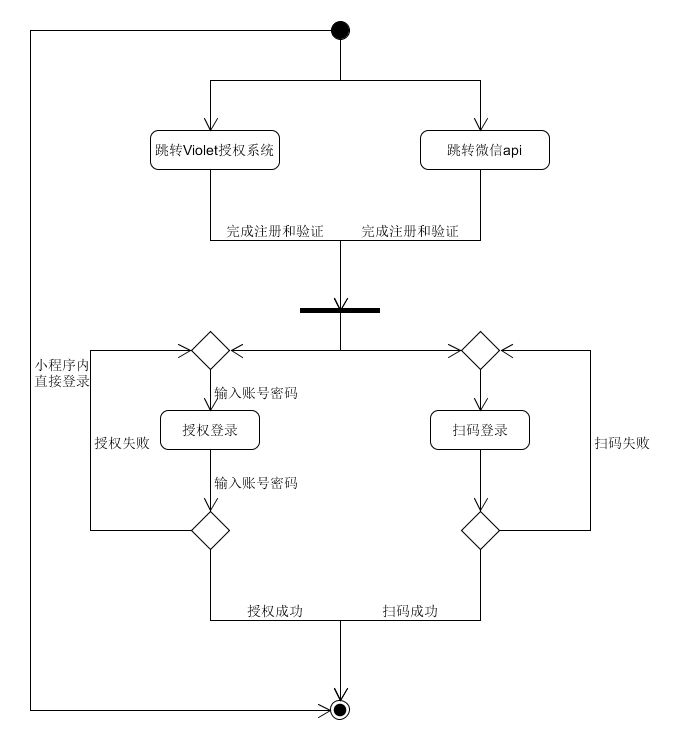 跳转Violet授权系统
跳转微信api
完成注册和验证
完成注册和验证
小程序内
直接登录
输入账号密码
授权登录
扫码登录
授权失败
扫码失败
输入账号密码
授权成功
扫码成功